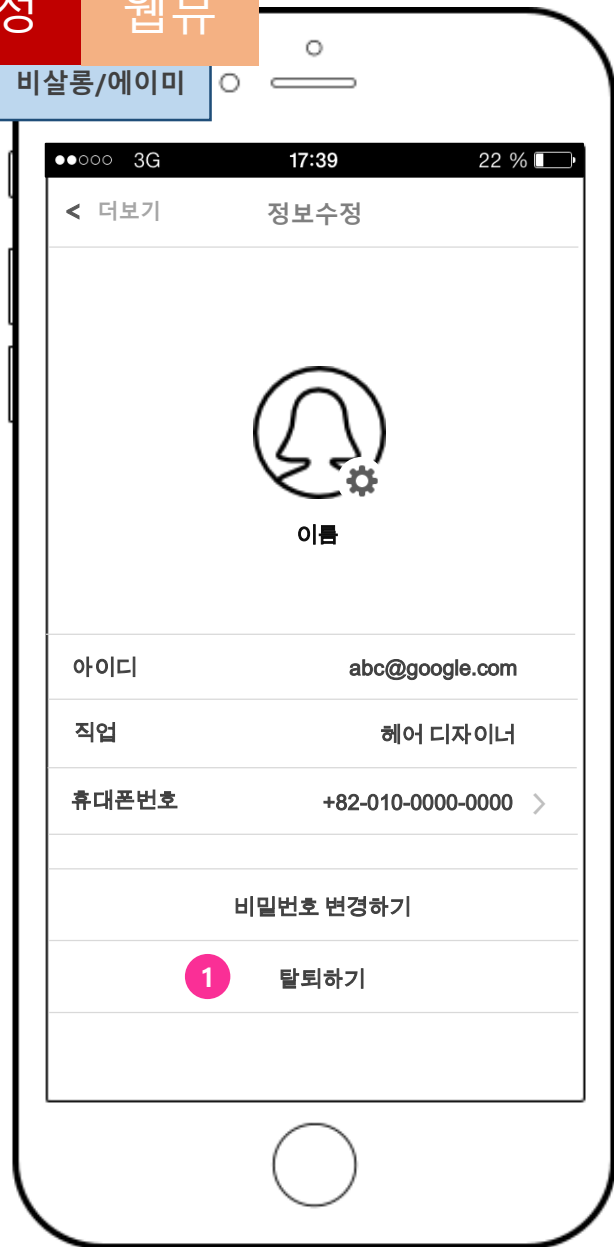 정 웹뷰
비살롱/에이미
3G 17:39 22 %
< 더보기 정보수정
이름
아이디 abc@google.com
직업 헤어 디자이너
휴대폰번호 +82-010-0000-0000 >
비밀번호 변경하기
1 탈퇴하기